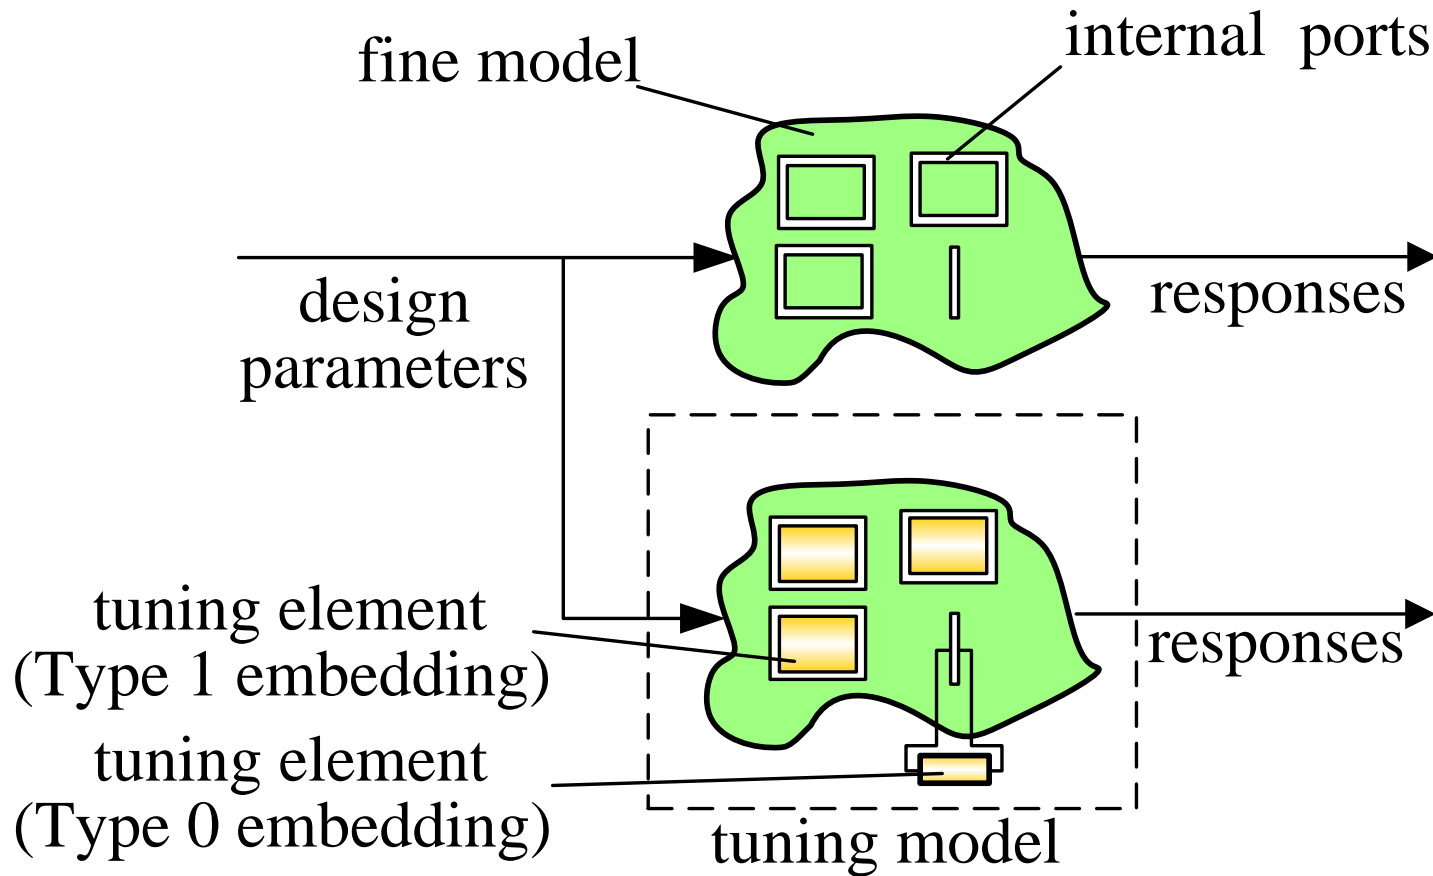 internal ports
fine model
design
parameters
responses
tuning element
(Type 1 embedding)
responses
tuning element
(Type 0 embedding)
tuning model